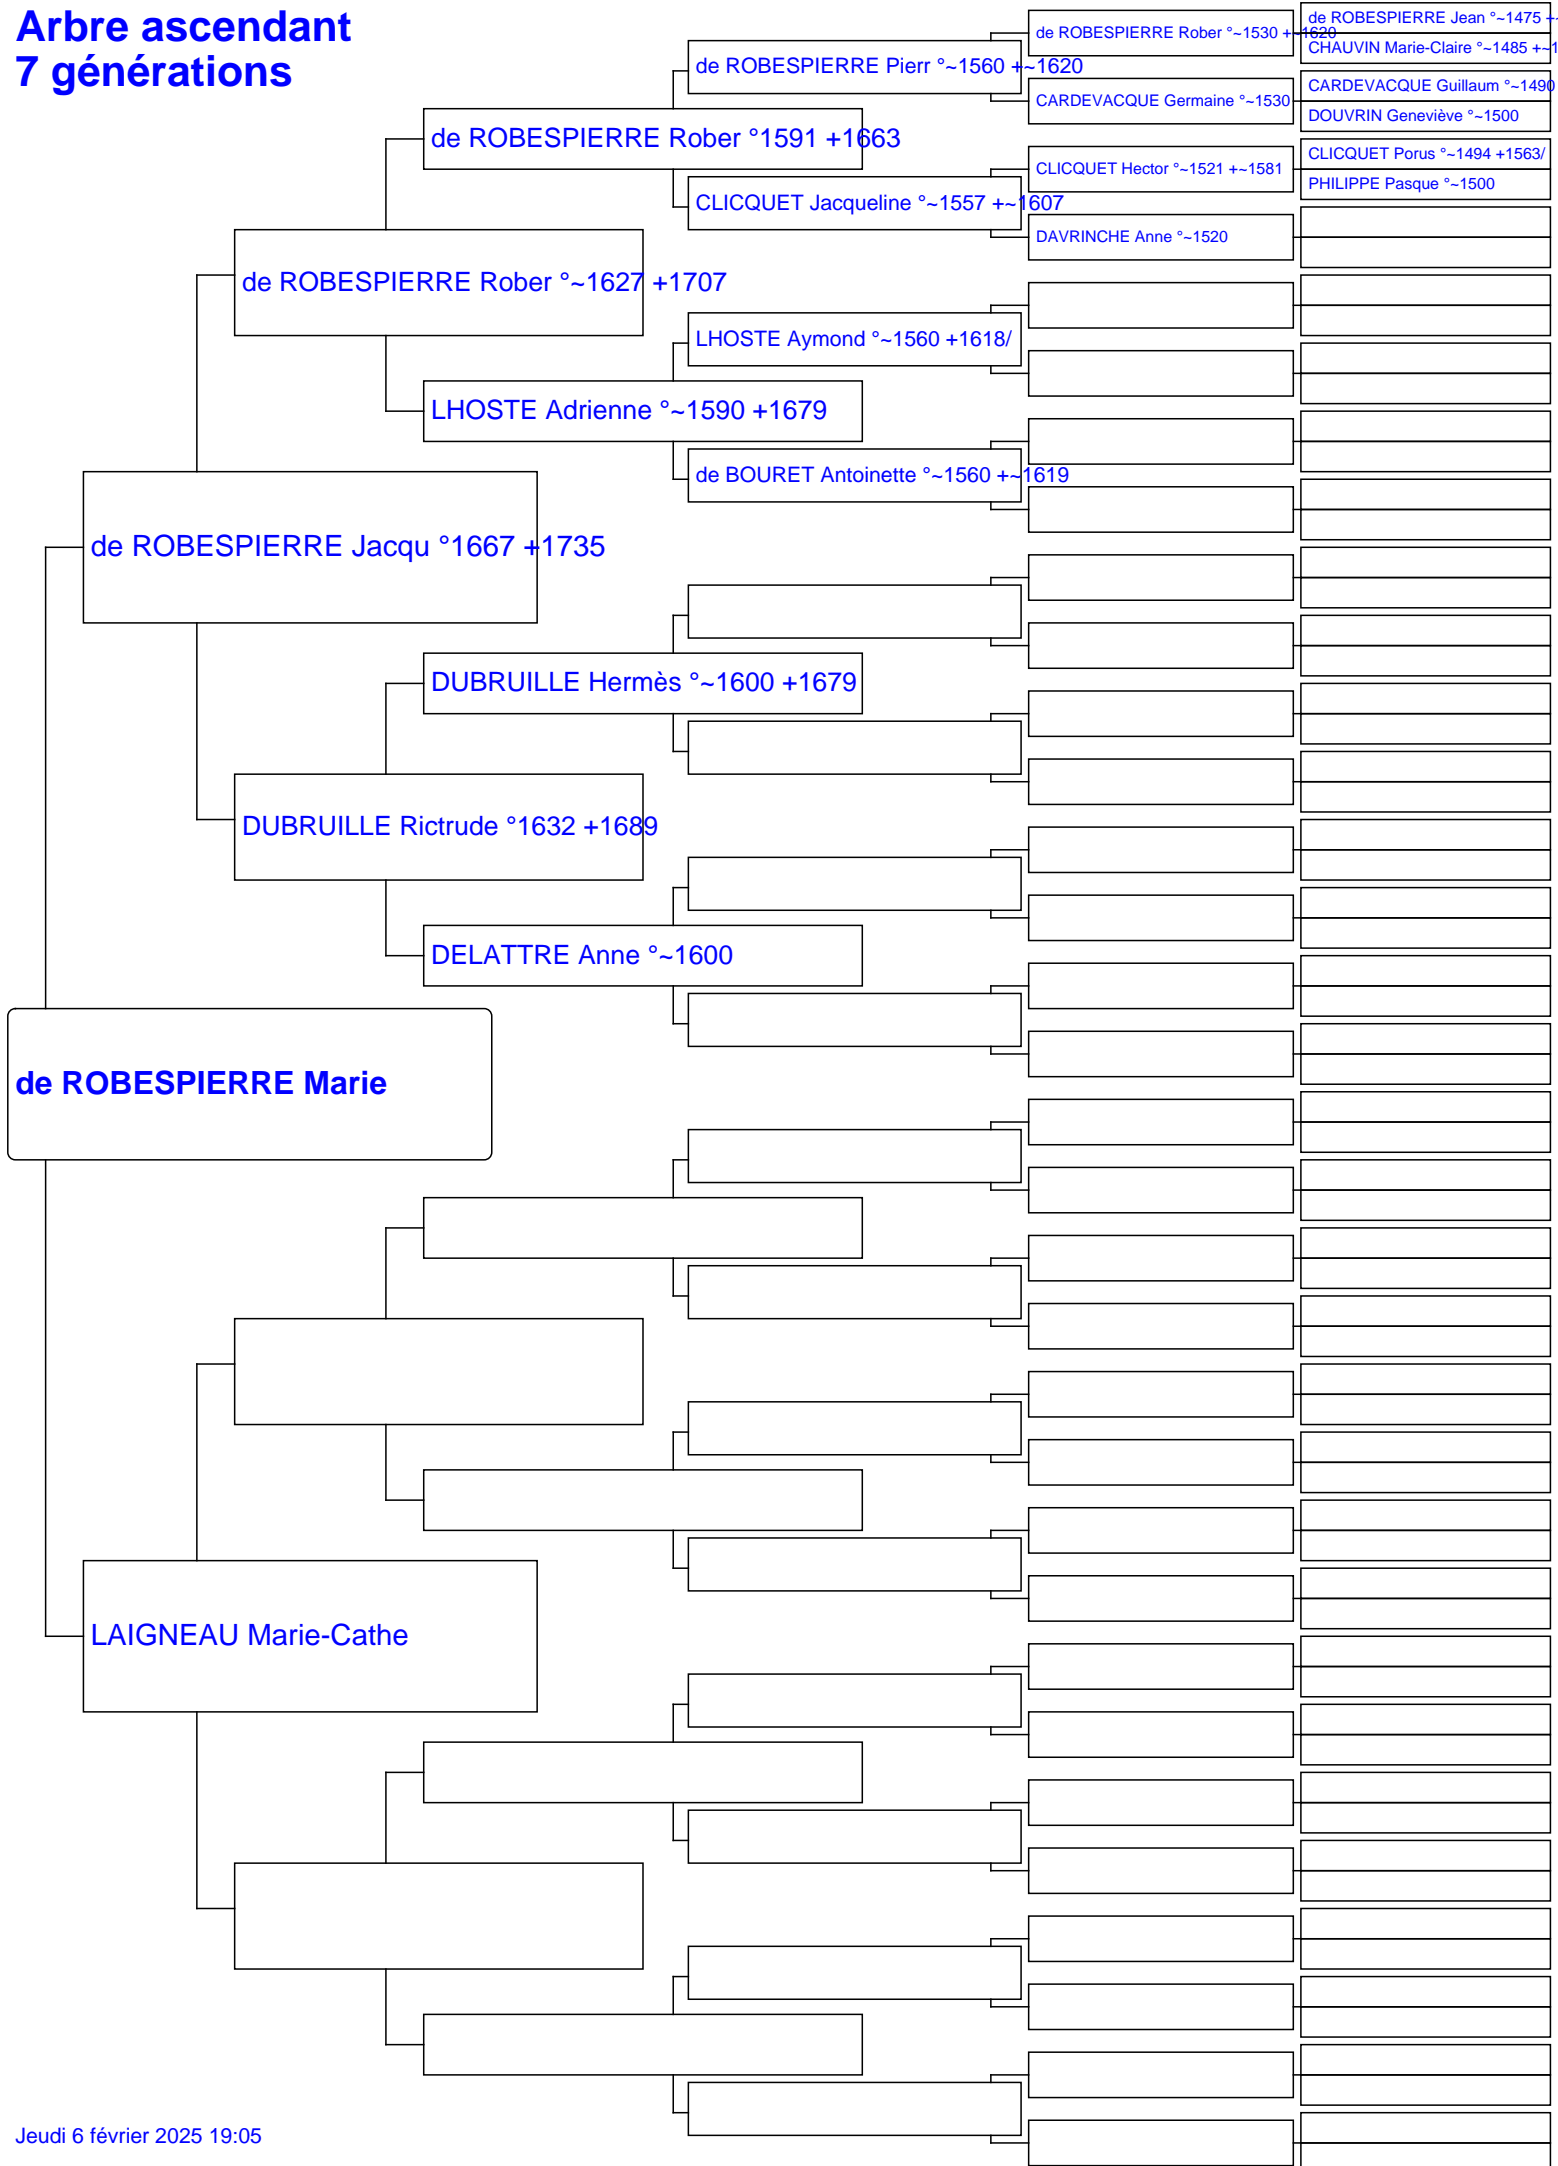 Arbre ascendant
7 générations
de ROBESPIERRE Jean °~1475 +
CHAUVIN Marie-Claire °~1485 +~1
de ROBESPIERRE Rober °~1530 +~1620
de ROBESPIERRE Pierr °~1560 +~1620
CARDEVACQUE Guillaum °~1490
CARDEVACQUE Germaine °~1530
DOUVRIN Geneviève °~1500
de ROBESPIERRE Rober °1591 +1663
CLICQUET Porus °~1494 +1563/
CLICQUET Hector °~1521 +~1581
PHILIPPE Pasque °~1500
CLICQUET Jacqueline °~1557 +~1607
DAVRINCHE Anne °~1520
de ROBESPIERRE Rober °~1627 +1707
LHOSTE Aymond °~1560 +1618/
LHOSTE Adrienne °~1590 +1679
de BOURET Antoinette °~1560 +~1619
de ROBESPIERRE Jacqu °1667 +1735
DUBRUILLE Hermès °~1600 +1679
DUBRUILLE Rictrude °1632 +1689
DELATTRE Anne °~1600
de ROBESPIERRE Marie
LAIGNEAU Marie-Cathe
Jeudi 6 février 2025 19:05